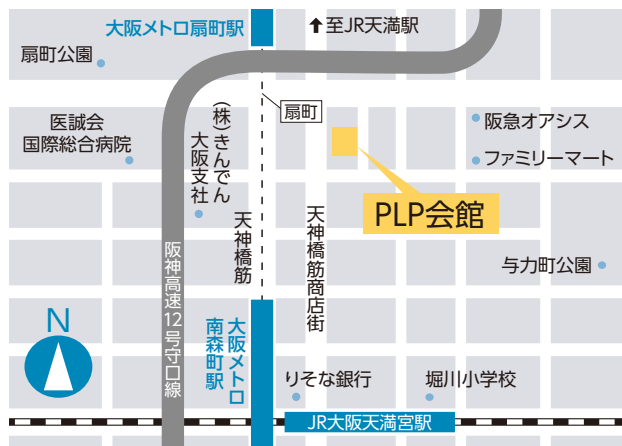 大阪メトロ扇町駅
至JR天満駅
扇町公園
扇町
医誠会
国際総合病院
(株)きんでん
大阪支社
阪急オアシス
ファミリーマート
PLP会館
天神橋筋
天神橋筋商店街
与力町公園
阪神高速12号守口線
N
大阪メトロ
南森町駅
りそな銀行
堀川小学校
JR大阪天満宮駅